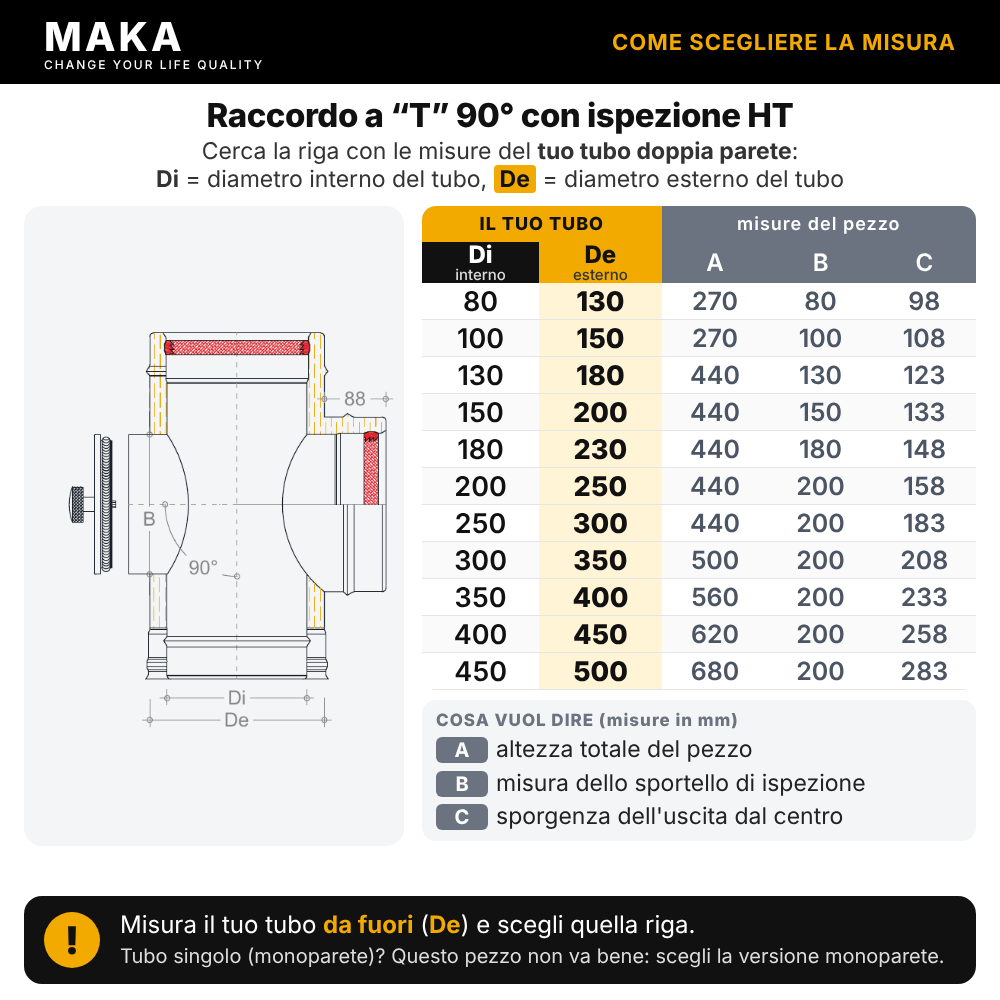 MAKA
CHANGE YOUR LIFE QUALITY
COME SCEGLIERE LA MISURA
Raccordo a “T” 90° con ispezione HT
Cerca la riga con le misure del tuo tubo doppia parete:
Di = diametro interno del tubo, De = diametro esterno del tubo
88
B
90°
Di
De
IL TUO TUBO misure del pezzo
Di interno De esterno A B C
80 130 270 80 98
100 150 270 100 108
130 180 440 130 123
150 200 440 150 133
180 230 440 180 148
200 250 440 200 158
250 300 440 200 183
300 350 500 200 208
350 400 560 200 233
400 450 620 200 258
450 500 680 200 283
COSA VUOL DIRE (misure in mm)
A altezza totale del pezzo
B misura dello sportello di ispezione
C sporgenza dell'uscita dal centro
! Misura il tuo tubo da fuori (De) e scegli quella riga.
Tubo singolo (monoparete)? Questo pezzo non va bene: scegli la versione monoparete.